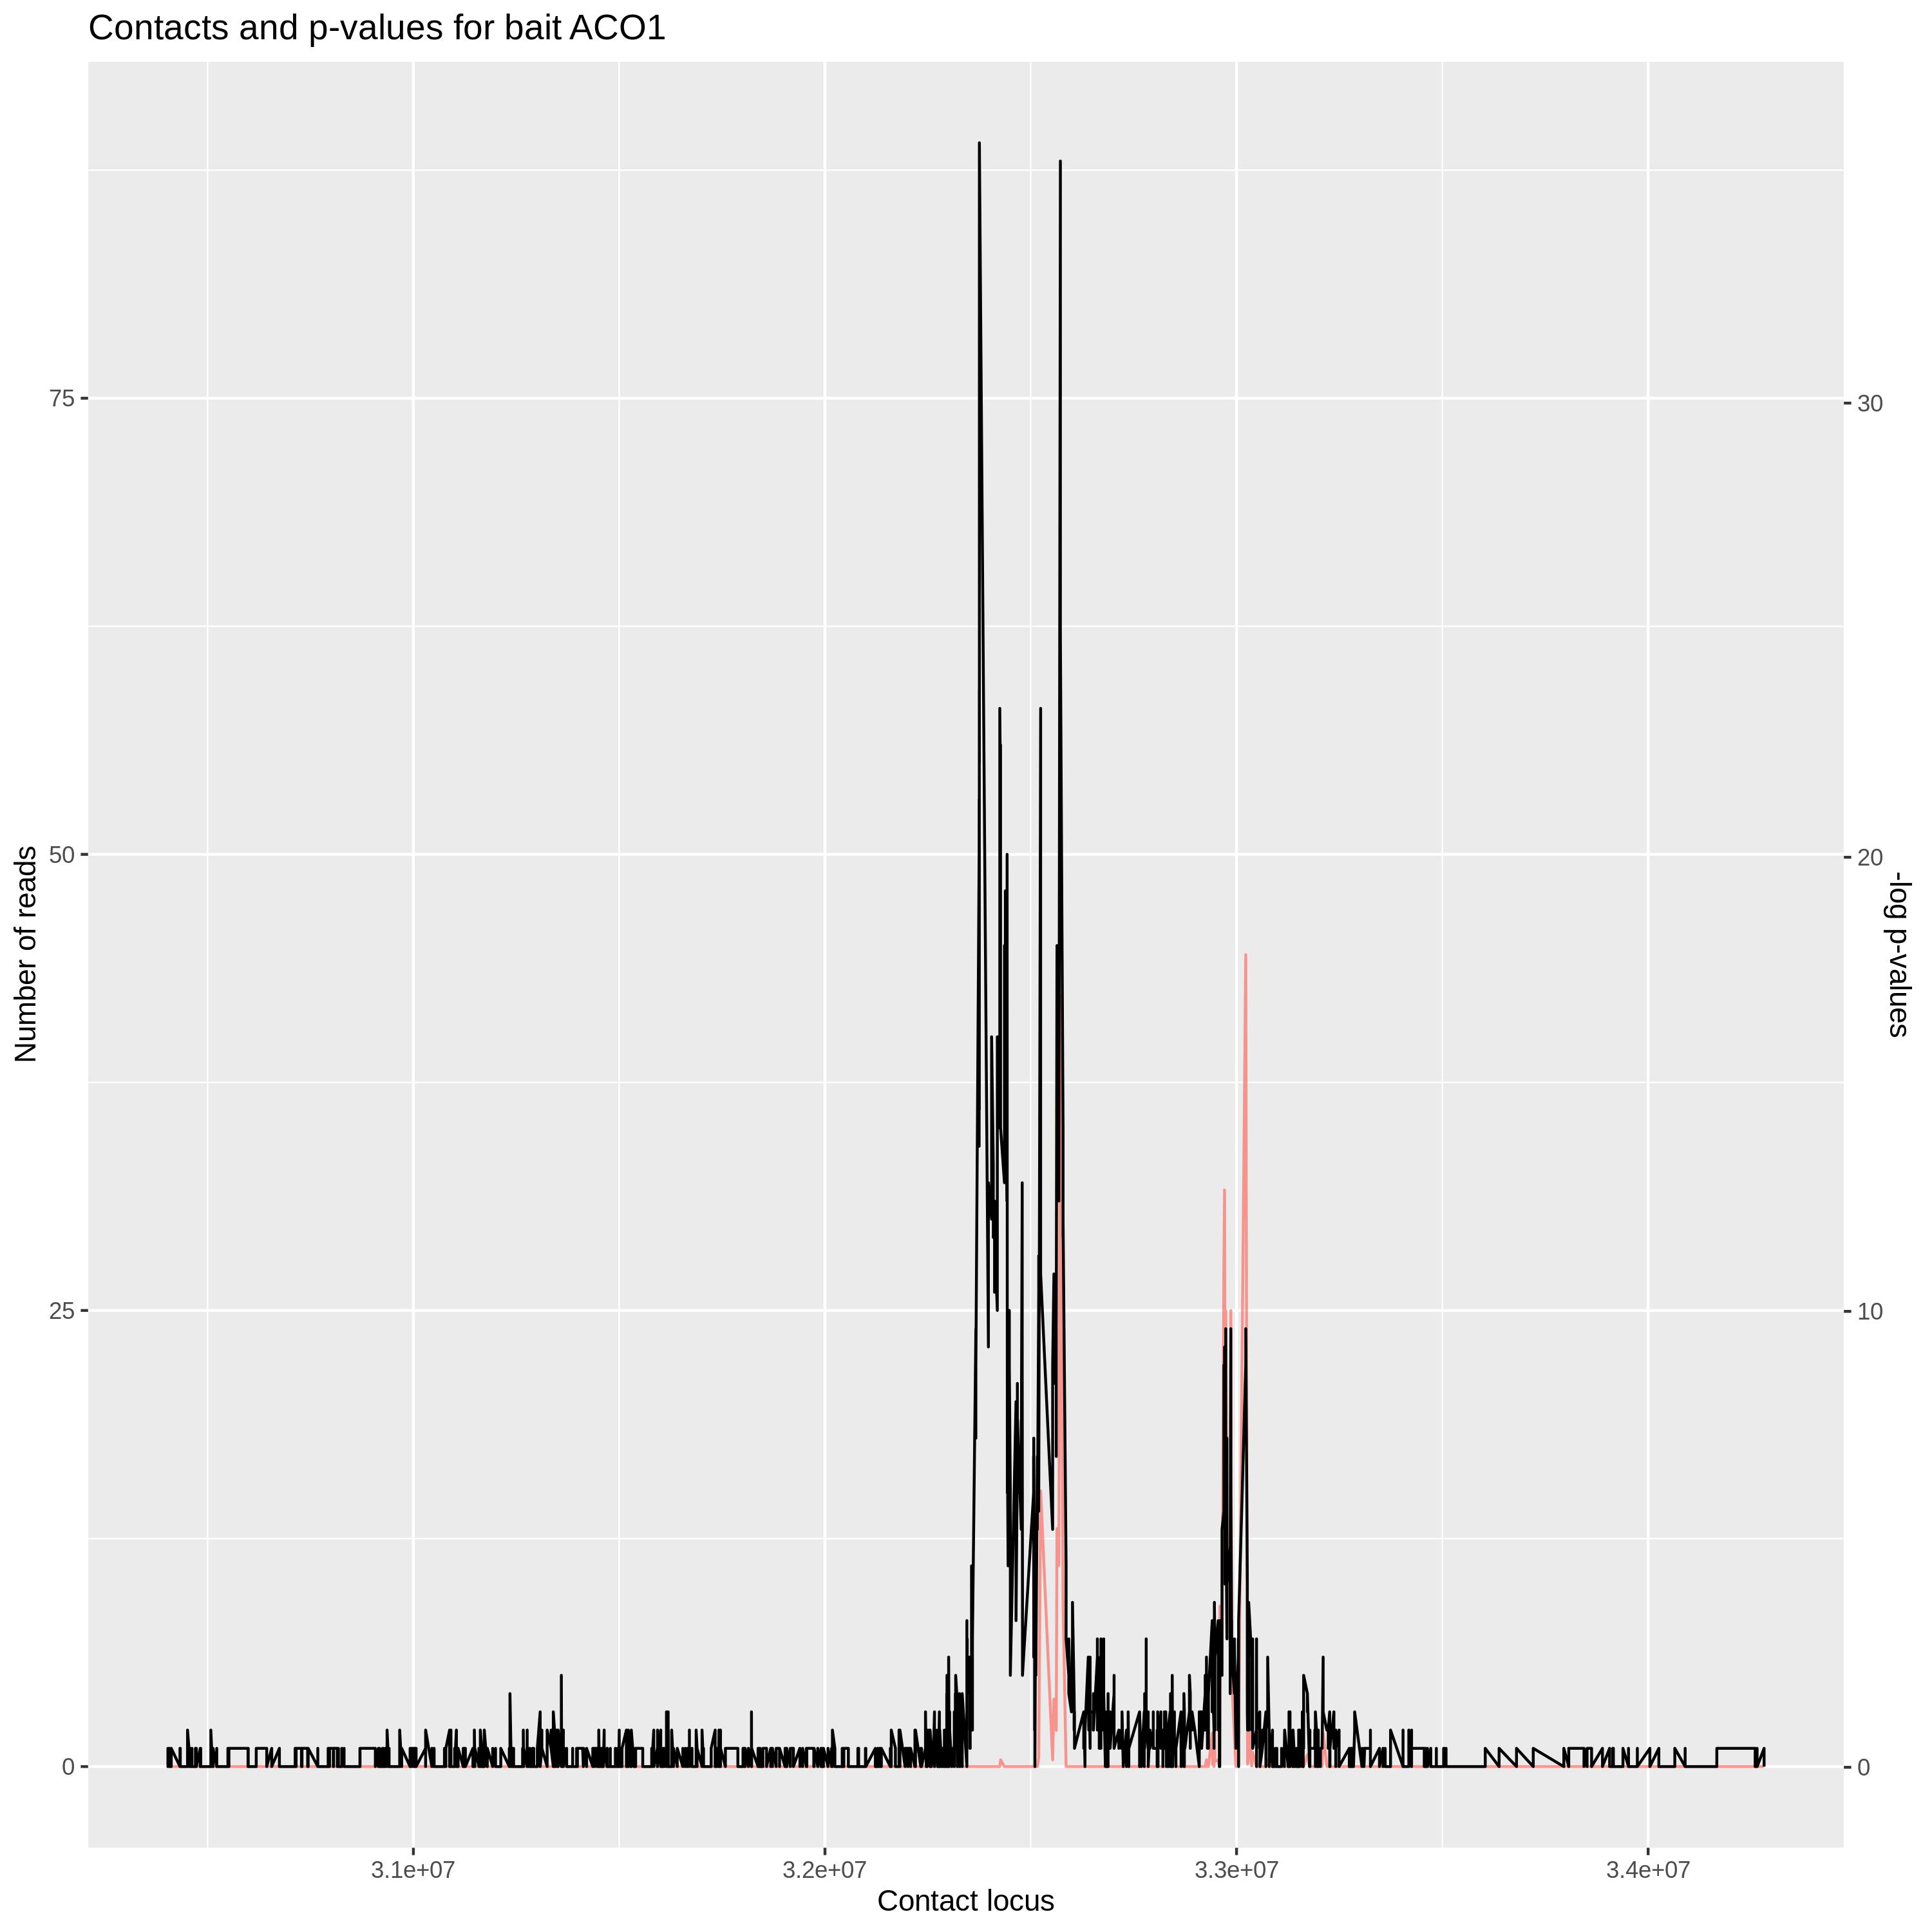 Contacts and p-values for bait ACO1
75
50
25
0
Number of reads
30
20
10
0
-log p-values
3.1e+07
3.2e+07
3.3e+07
3.4e+07
Contact locus